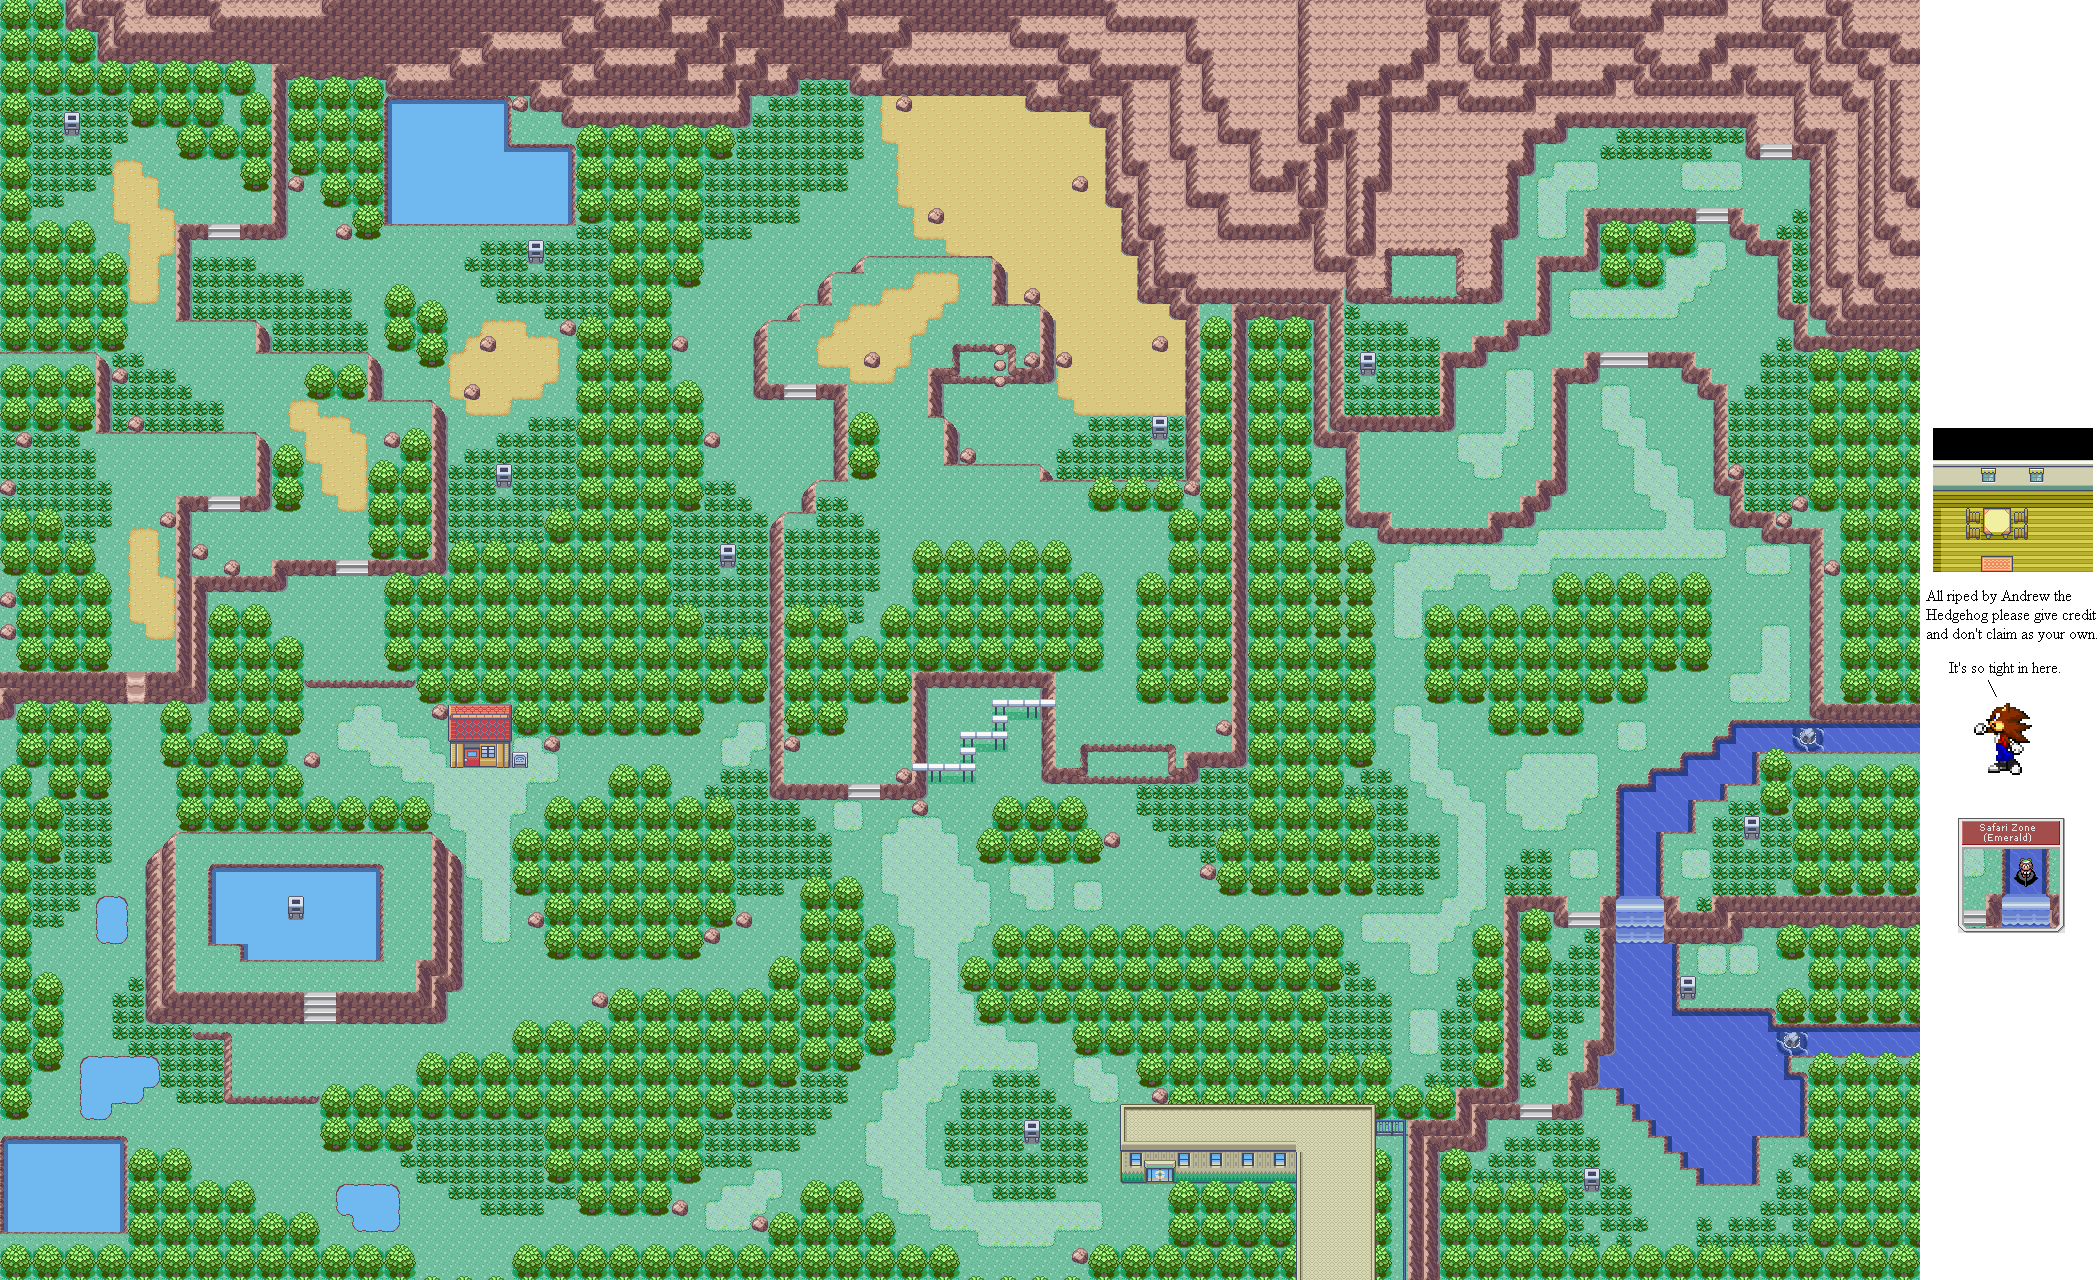 All riped by Andrew the
Hedgehog please give credit
and don't claim as your own.
It's so tight in here.
Safari Zone
(Emerald)